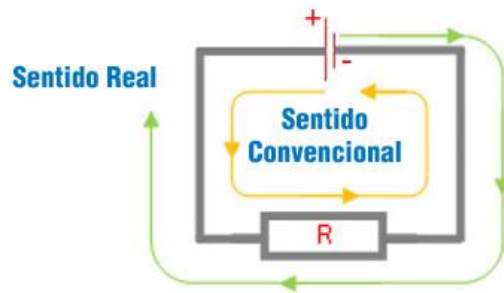 +
-
Sentido Real
Sentido
Convencional
R